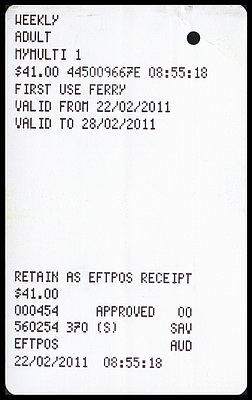 WEEKLY
ADULT
MYMULTI 1
$41.00 445009667E 08:55:18
FIRST USE FERRY
VALID FROM 22/02/2011
VALID TO 28/02/2011
RETAIN AS EFTPOS RECEIPT
$41.00
000454 APPROVED 00
560254 370 (S) SAV
EFTPOS AUD
22/02/2011 08:55:18